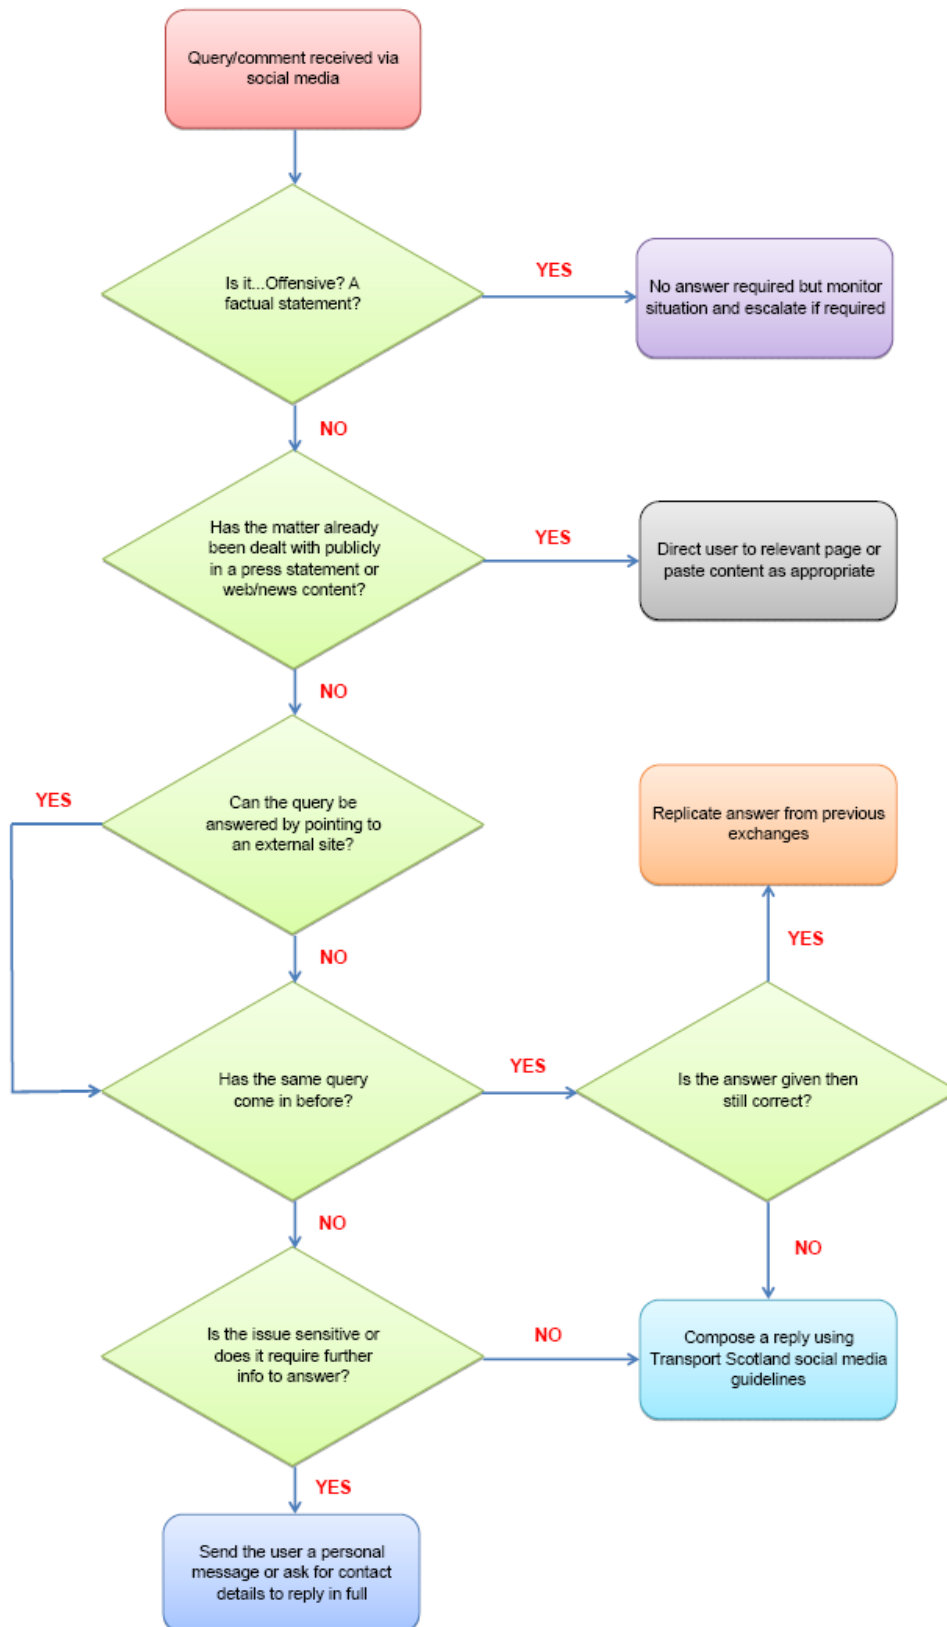 Query/comment received via
social media
Is it...Offensive? A
factual statement?
YES
No answer required but monitor
situation and escalate if required
NO
Has the matter already
been dealt with publicly
in a press statement or
web/news content?
YES
Direct user to relevant page or
paste content as appropriate
NO
YES
Can the query be
answered by pointing to
an external site?
Replicate answer from previous
exchanges
NO
YES
Has the same query
come in before?
YES
Is the answer given then
still correct?
NO
NO
Is the issue sensitive or
does it require further
info to answer?
NO
Compose a reply using
Transport Scotland social media
guidelines
YES
Send the user a personal
message or ask for contact
details to reply in full